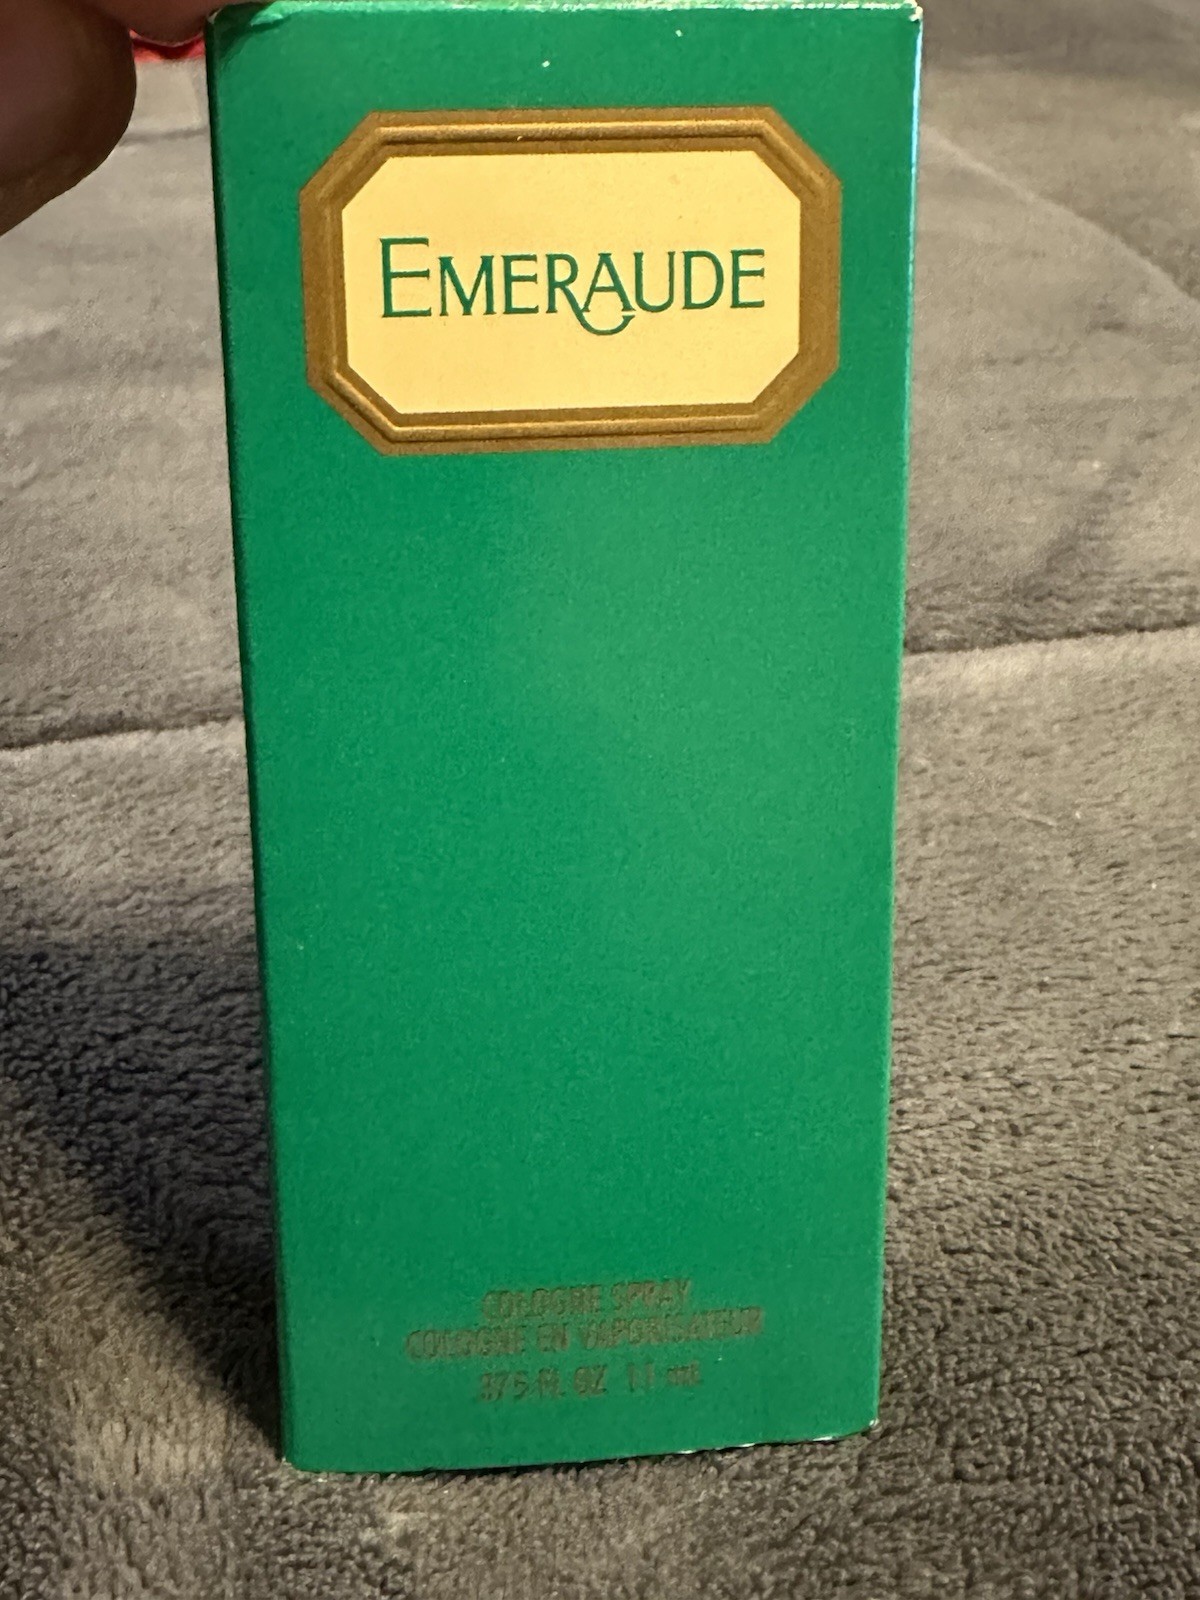 EMERAUDE
COLOGNE SPRAY
COLOGNE EN VAPORISATEUR
.375 FL OZ 11 mL